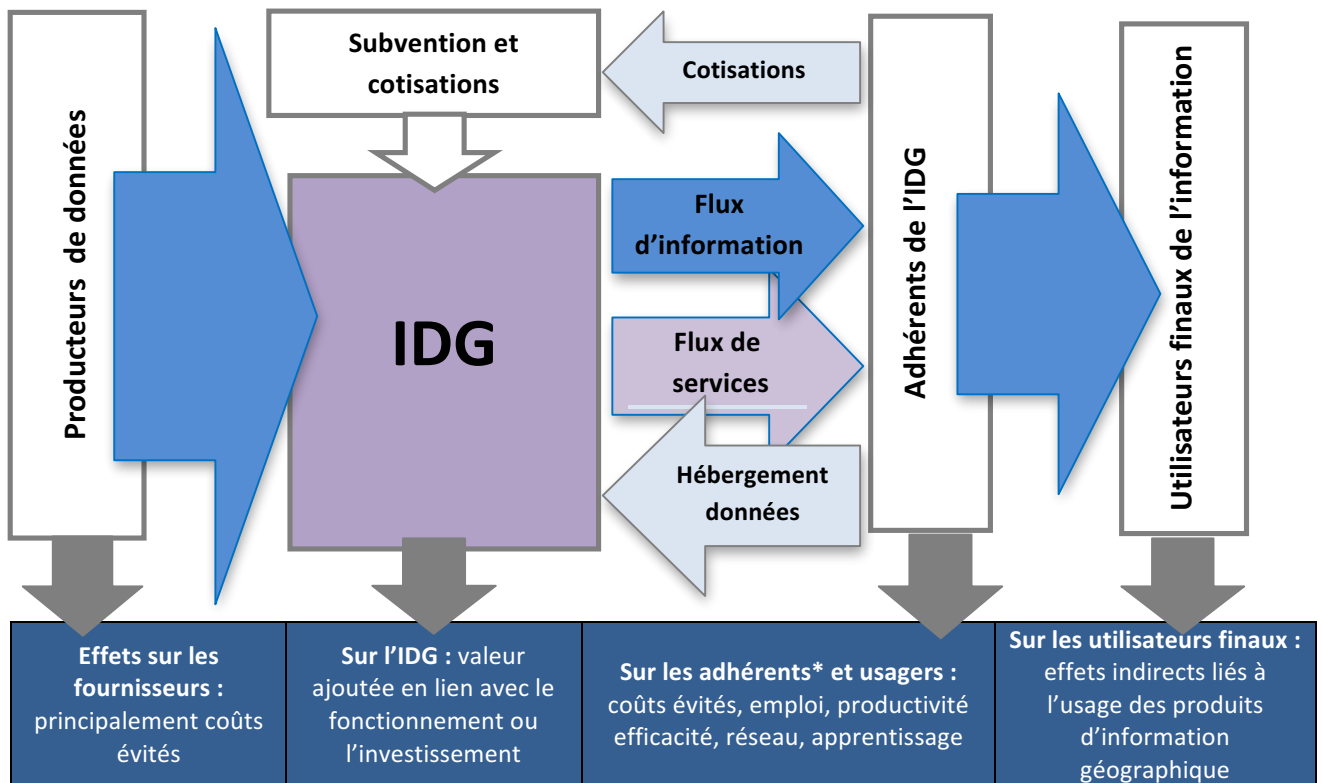 Producteurs de données
Subvention et
cotisations
Cotisations
IDG
Flux
d’information
Flux de
services
Hébergement
données
Adhérents de l’IDG
Utilisateurs finaux de l’information
Effets sur les
fournisseurs :
principalement coûts
évités
Sur l’IDG : valeur
ajoutée en lien avec le
fonctionnement ou
l’investissement
Sur les adhérents* et usagers :
coûts évités, emploi, productivité
efficacité, réseau, apprentissage
Sur les utilisateurs finaux :
effets indirects liés à
l’usage des produits
d’information
géographique